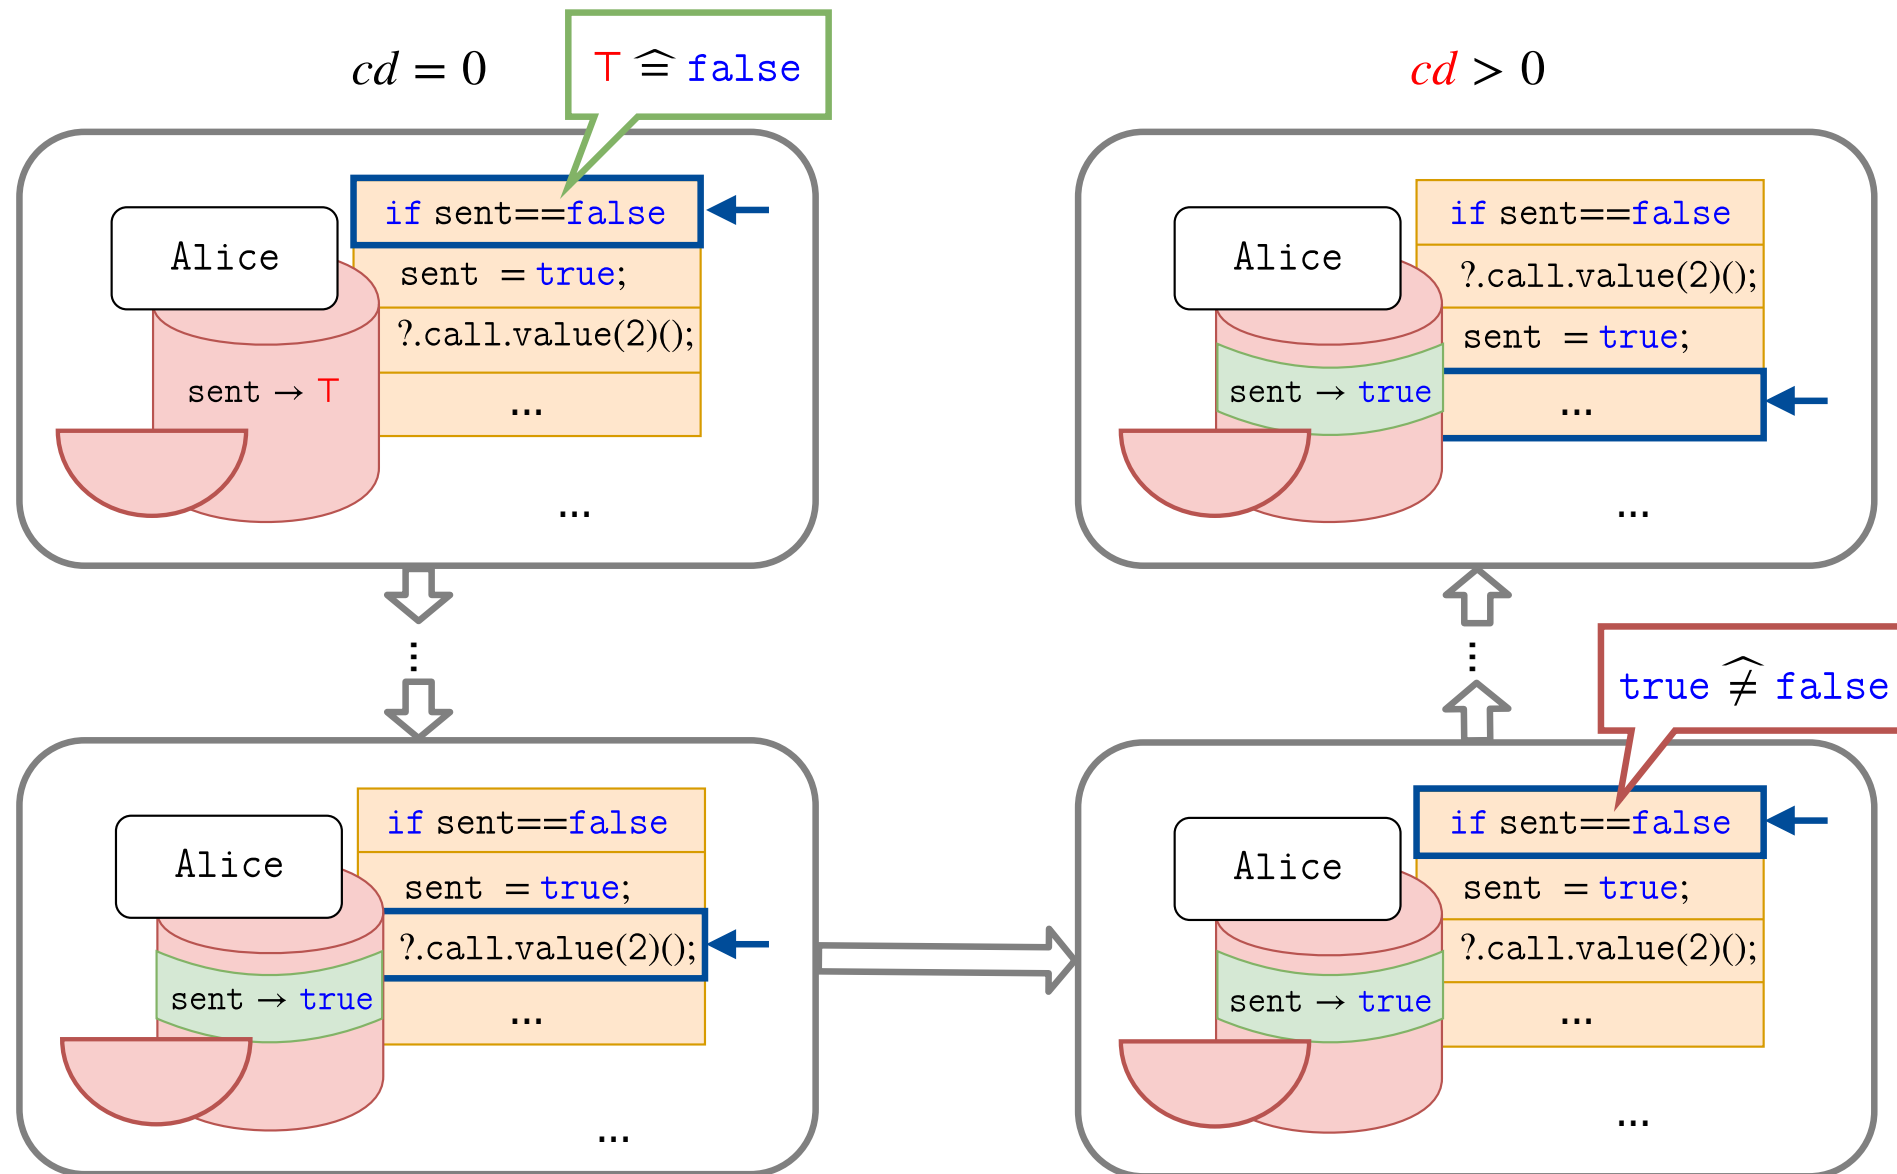 cd = 0
⊤ ≙ false
if sent==false
Alice
sent = true;
?.call.value(2)();
sent → ⊤
...
...
...
if sent==false
Alice
sent = true;
?.call.value(2)();
sent → true
...
...
cd > 0
if sent==false
Alice
?.call.value(2)();
sent = true;
sent → true
...
...
...
true ≠̂ false
if sent==false
Alice
sent = true;
?.call.value(2)();
sent → true
...
...